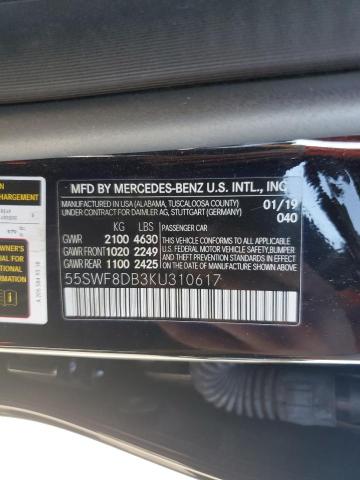 MFD BY MERCEDES-BENZ U.S. INTL., INC
MANUFACTURED IN USA (ALABAMA, TUSCALOOSA COUNTY) 01/19
UNDER CONTRACT FOR DAIMLER AG, STUTTGART (GERMANY) 040
KG LBS PASSENGER CAR
GVWR 2100 4630
GAWR FRONT 1020 2249
GAWR REAR 1100 2425
THIS VEHICLE CONFORMS TO ALL
APPLICABLE U.S. FEDERAL MOTOR
VEHICLE SAFETY, BUMPER,
AND THEFT PREVENTION
STANDARDS IN EFFECT ON THE DATE
OF MANUFACTURE SHOWN ABOVE.
55SWF8DB3KU310617
ON
CHARGEMENT
REAR
OWNER'S
FOR